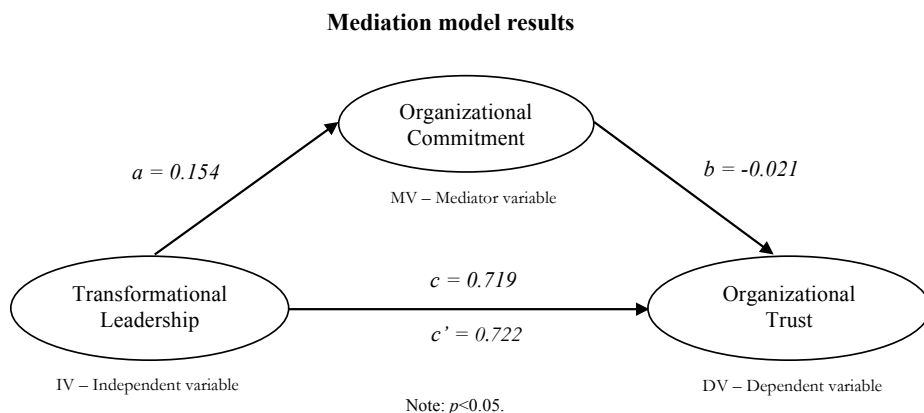 Mediation model results
Organizational
Commitment
a = 0.154
b = -0.021
MV – Mediator variable
Transformational
Leadership
c = 0.719
c’ = 0.722
Organizational
Trust
IV – Independent variable
DV – Dependent variable
Note: p<0.05.